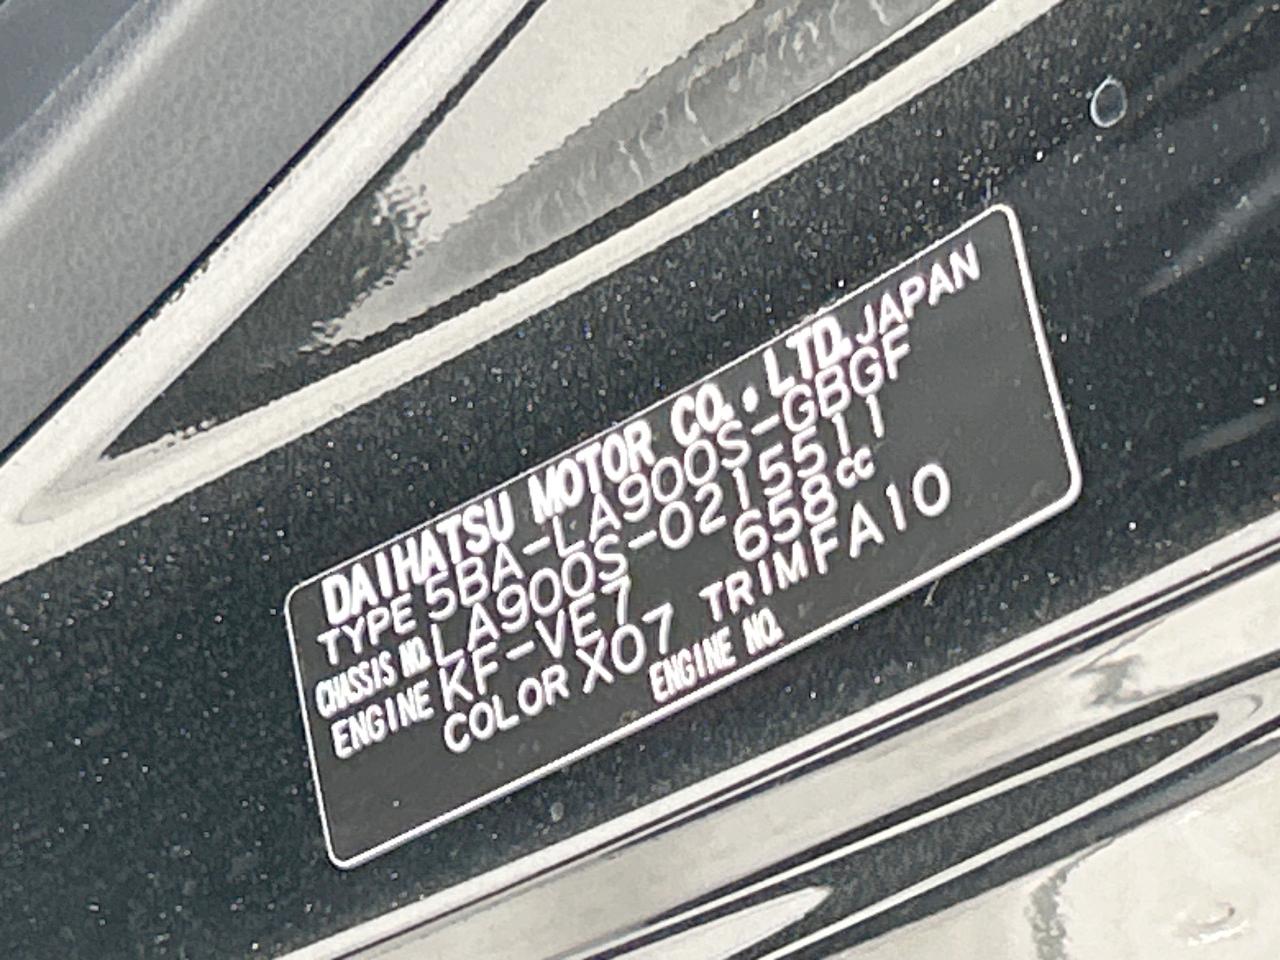 DAIHATSU MOTOR CO., LTD. JAPAN
TYPE 5BA-LA900S-GBGF
CHASSIS NO. LA900S-0215511
ENGINE KF-VE7 658cc
COLOR X07 TRIM FA10
ENGINE NO.